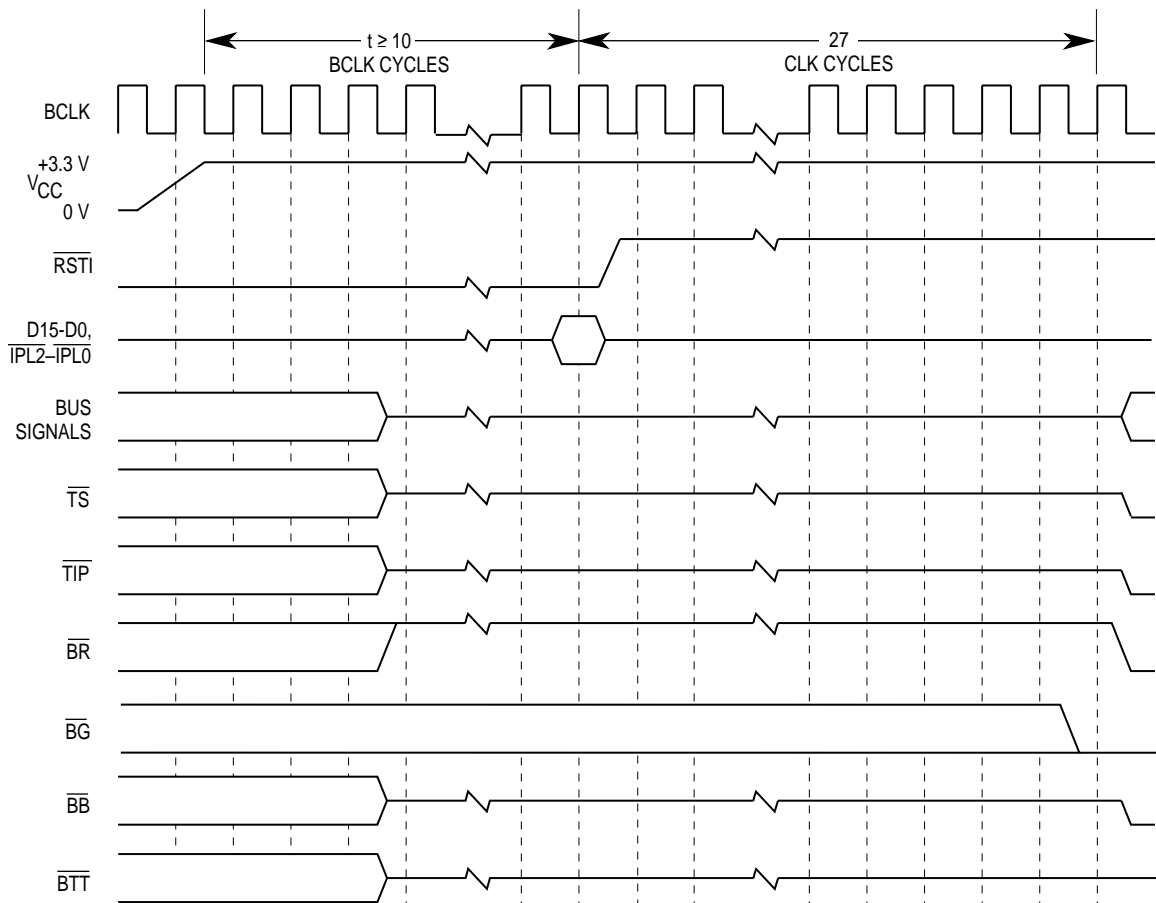 t ≥ 10
BCLK CYCLES
27
CLK CYCLES
BCLK
+3.3 V
VCC
0 V
RSTI
D15-D0,
IPL2–IPL0
BUS
SIGNALS
TS
TIP
BR
BG
BB
BTT